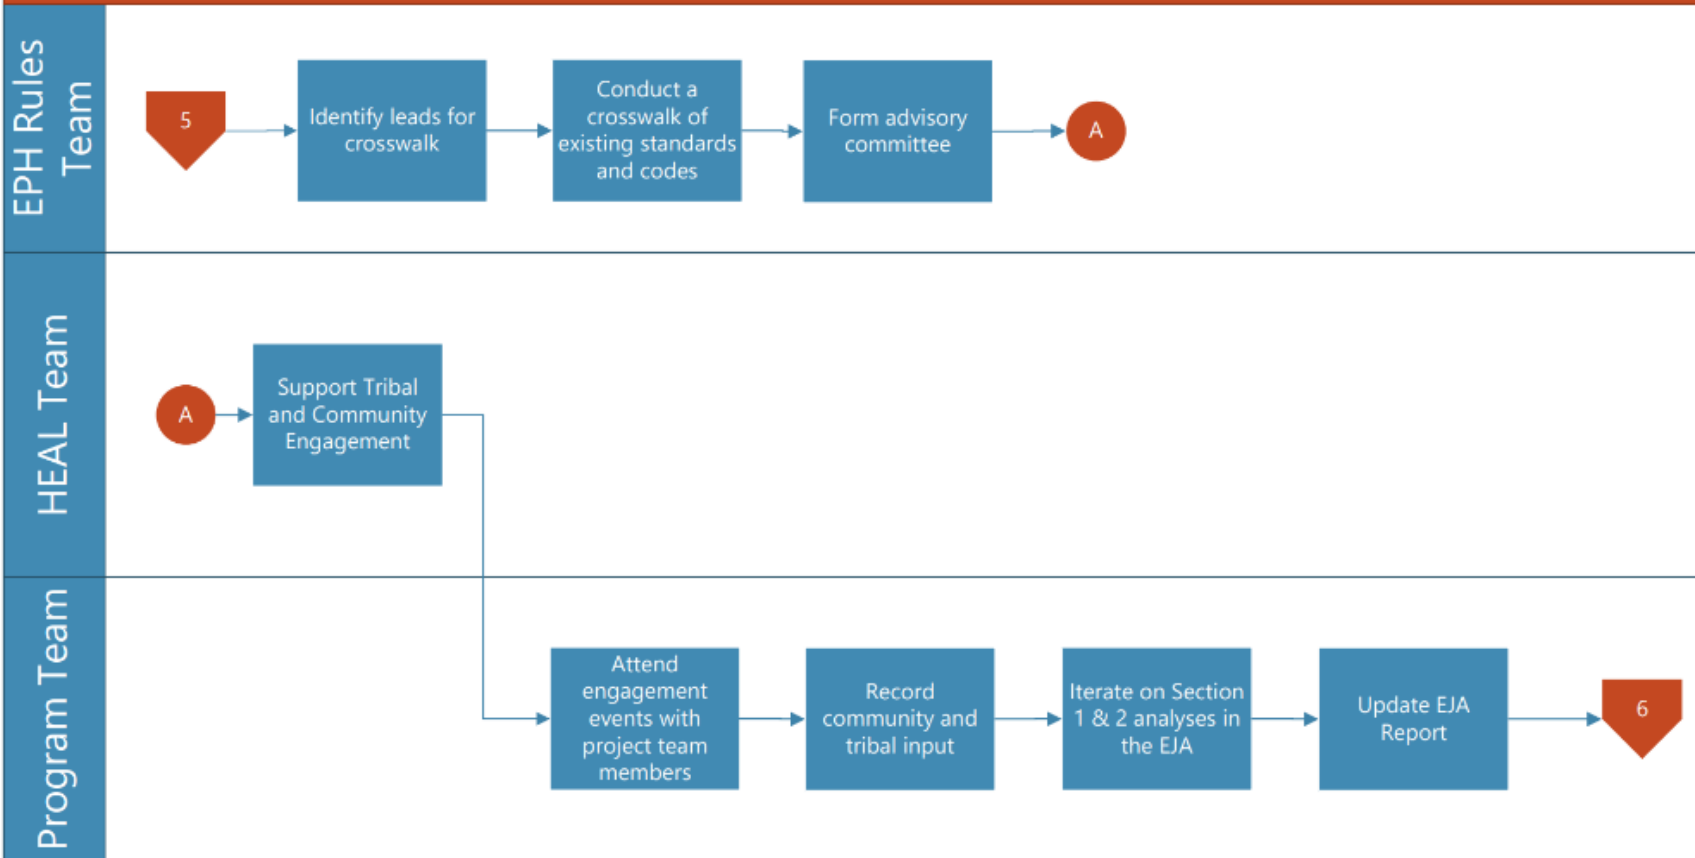 EPH Rules
Team
5
Identify leads for
crosswalk
Conduct a
crosswalk of
existing standards
and codes
Form advisory
committee
A
HEAL Team
A
Support Tribal
and Community
Engagement
Program Team
Attend
engagement
events with
project team
members
Record
community and
tribal input
Iterate on Section
1 & 2 analyses in
the EJA
Update EJA
Report
6